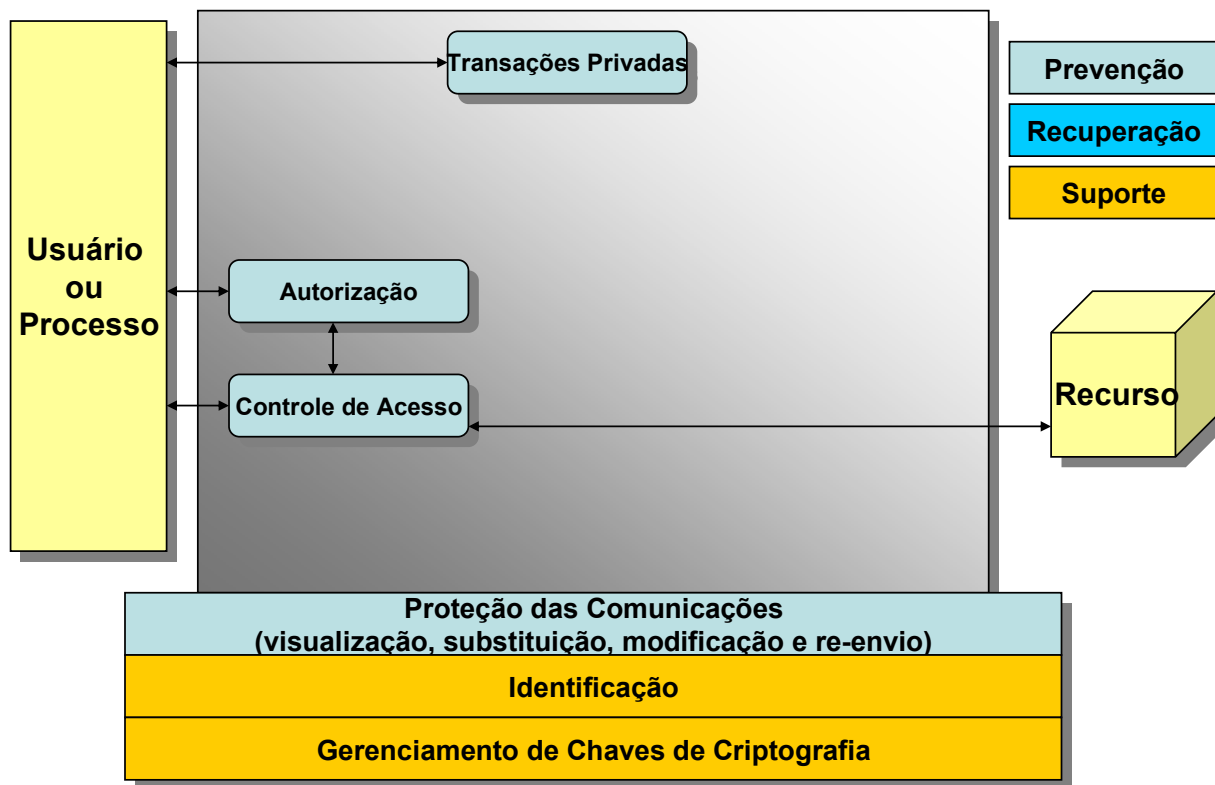 Transações Privadas
Prevenção
Recuperação
Suporte
Usuário
ou
Processo
Autorização
Controle de Acesso
Recurso
Proteção das Comunicações
(visualização, substituição, modificação e re-envio)
Identificação
Gerenciamento de Chaves de Criptografia